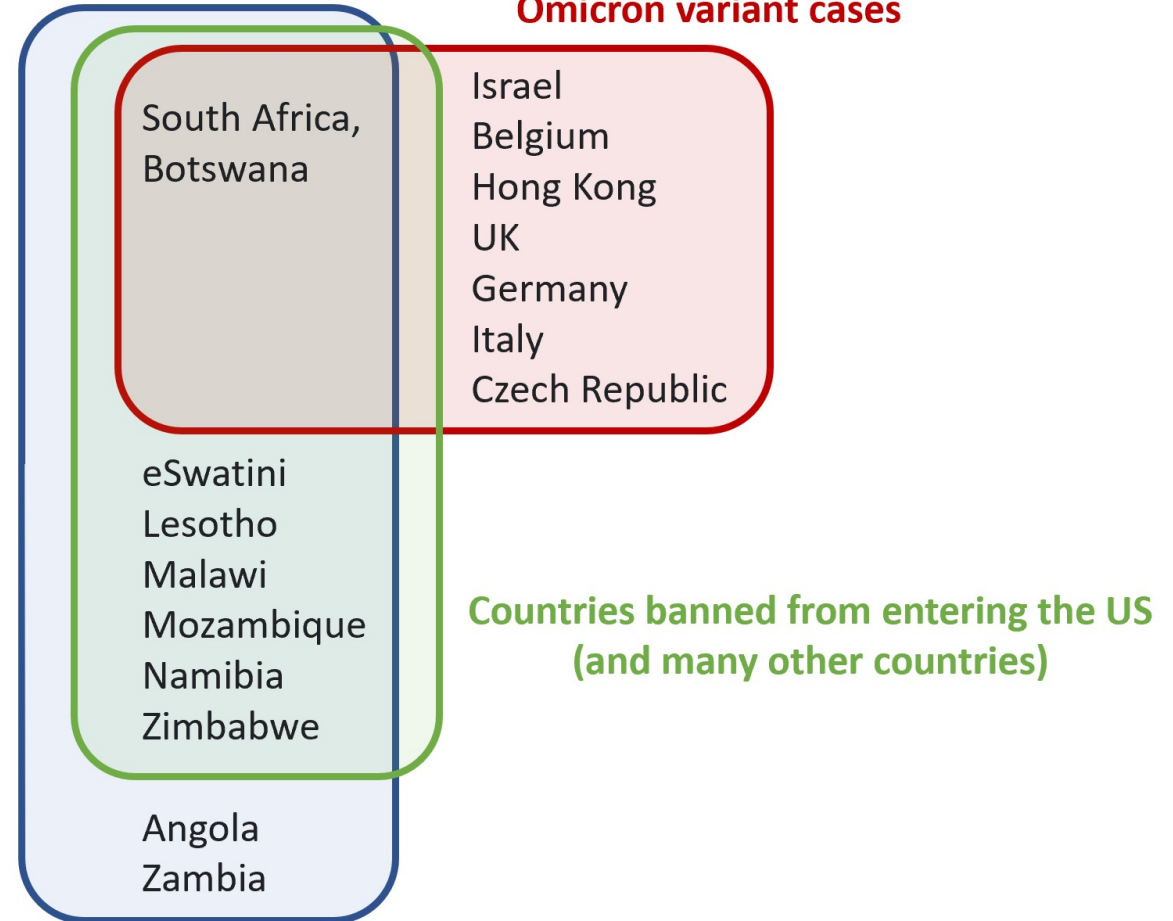 Omicron variant cases
South Africa,
Botswana
Israel
Belgium
Hong Kong
UK
Germany
Italy
Czech Republic
eSwatini
Lesotho
Malawi
Mozambique
Namibia
Zimbabwe
Countries banned from entering the US
(and many other countries)
Angola
Zambia